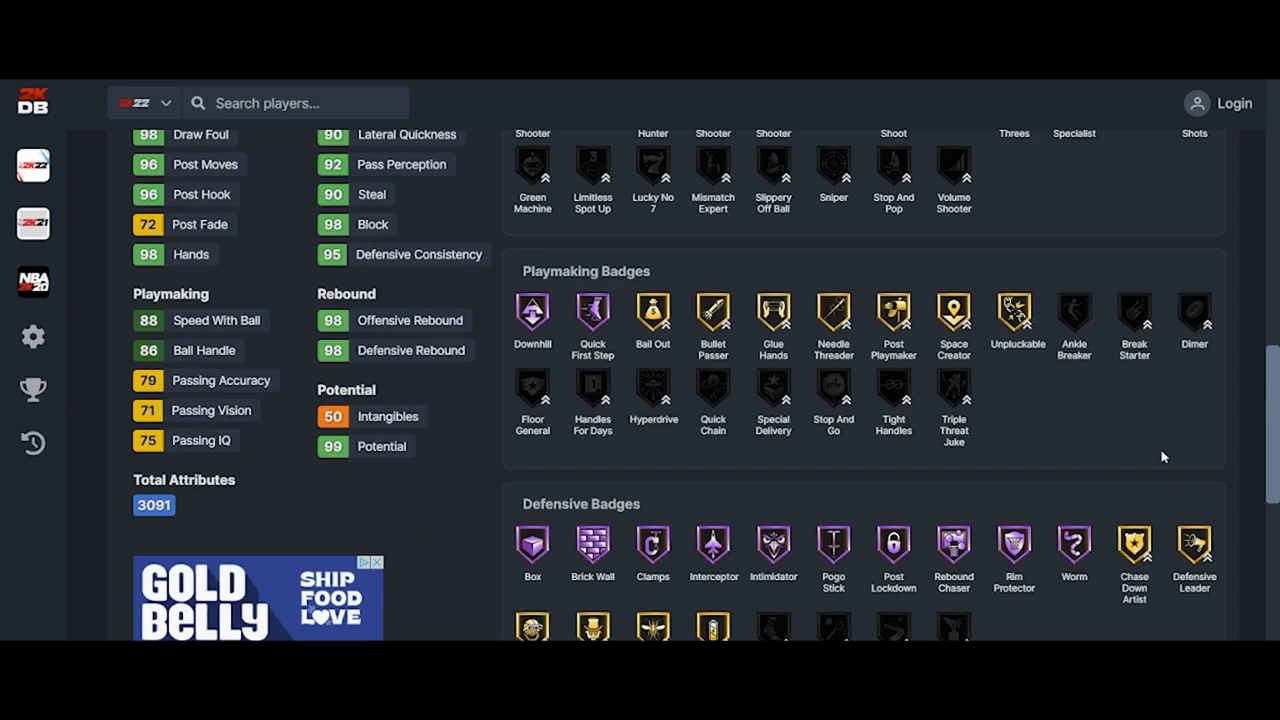 2K
DB
2K22
Search players...
Login
2K22
2K21
NBA
2K20
98 Draw Foul
96 Post Moves
96 Post Hook
72 Post Fade
98 Hands
Playmaking
88 Speed With Ball
86 Ball Handle
79 Passing Accuracy
71 Passing Vision
75 Passing IQ
Total Attributes
3091
90 Lateral Quickness
92 Pass Perception
90 Steal
98 Block
95 Defensive Consistency
Rebound
98 Offensive Rebound
98 Defensive Rebound
Potential
50 Intangibles
99 Potential
GOLD
BELLY
SHIP
FOOD
LOVE
Shooter Hunter Shooter Shooter Shot Threes Specialist Shots
Green Machine
Limitless Spot Up
Lucky No 7
Mismatch Expert
Slippery Off Ball
Sniper
Stop And Pop
Volume Shooter
Playmaking Badges
Downhill
Quick First Step
Bail Out
Bullet Passer
Glue Hands
Needle Threader
Post Playmaker
Space Creator
Unpluckable
Ankle Breaker
Break Starter
Dimer
Floor General
Handles For Days
Hyperdrive
Quick Chain
Special Delivery
Stop And Go
Tight Handles
Triple Threat Juke
Defensive Badges
Box
Brick Wall
Clamps
Interceptor
Intimidator
Pogo Stick
Post Lockdown
Rebound Chaser
Rim Protector
Worm
Chase Down Artist
Defensive Leader